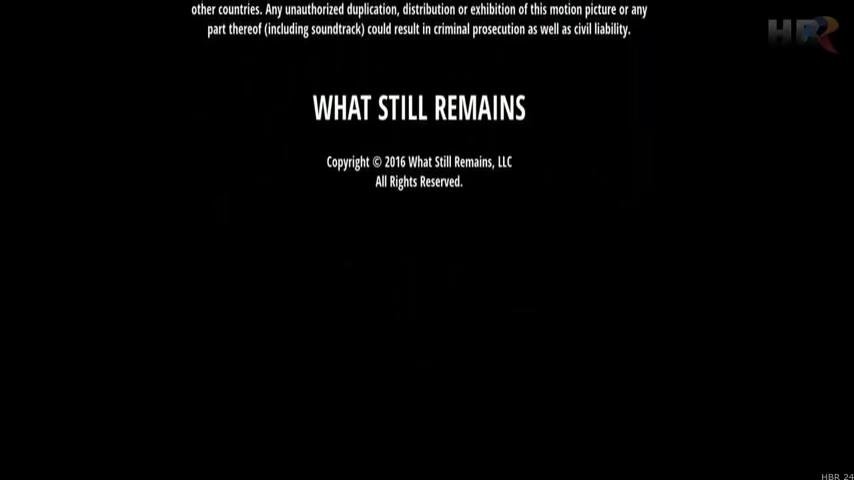 other countries. Any unauthorized duplication, distribution or exhibition of this motion picture or any
part thereof (including soundtrack) could result in criminal prosecution as well as civil liability.
HBR
WHAT STILL REMAINS
Copyright © 2016 What Still Remains, LLC
All Rights Reserved.
HBR 24